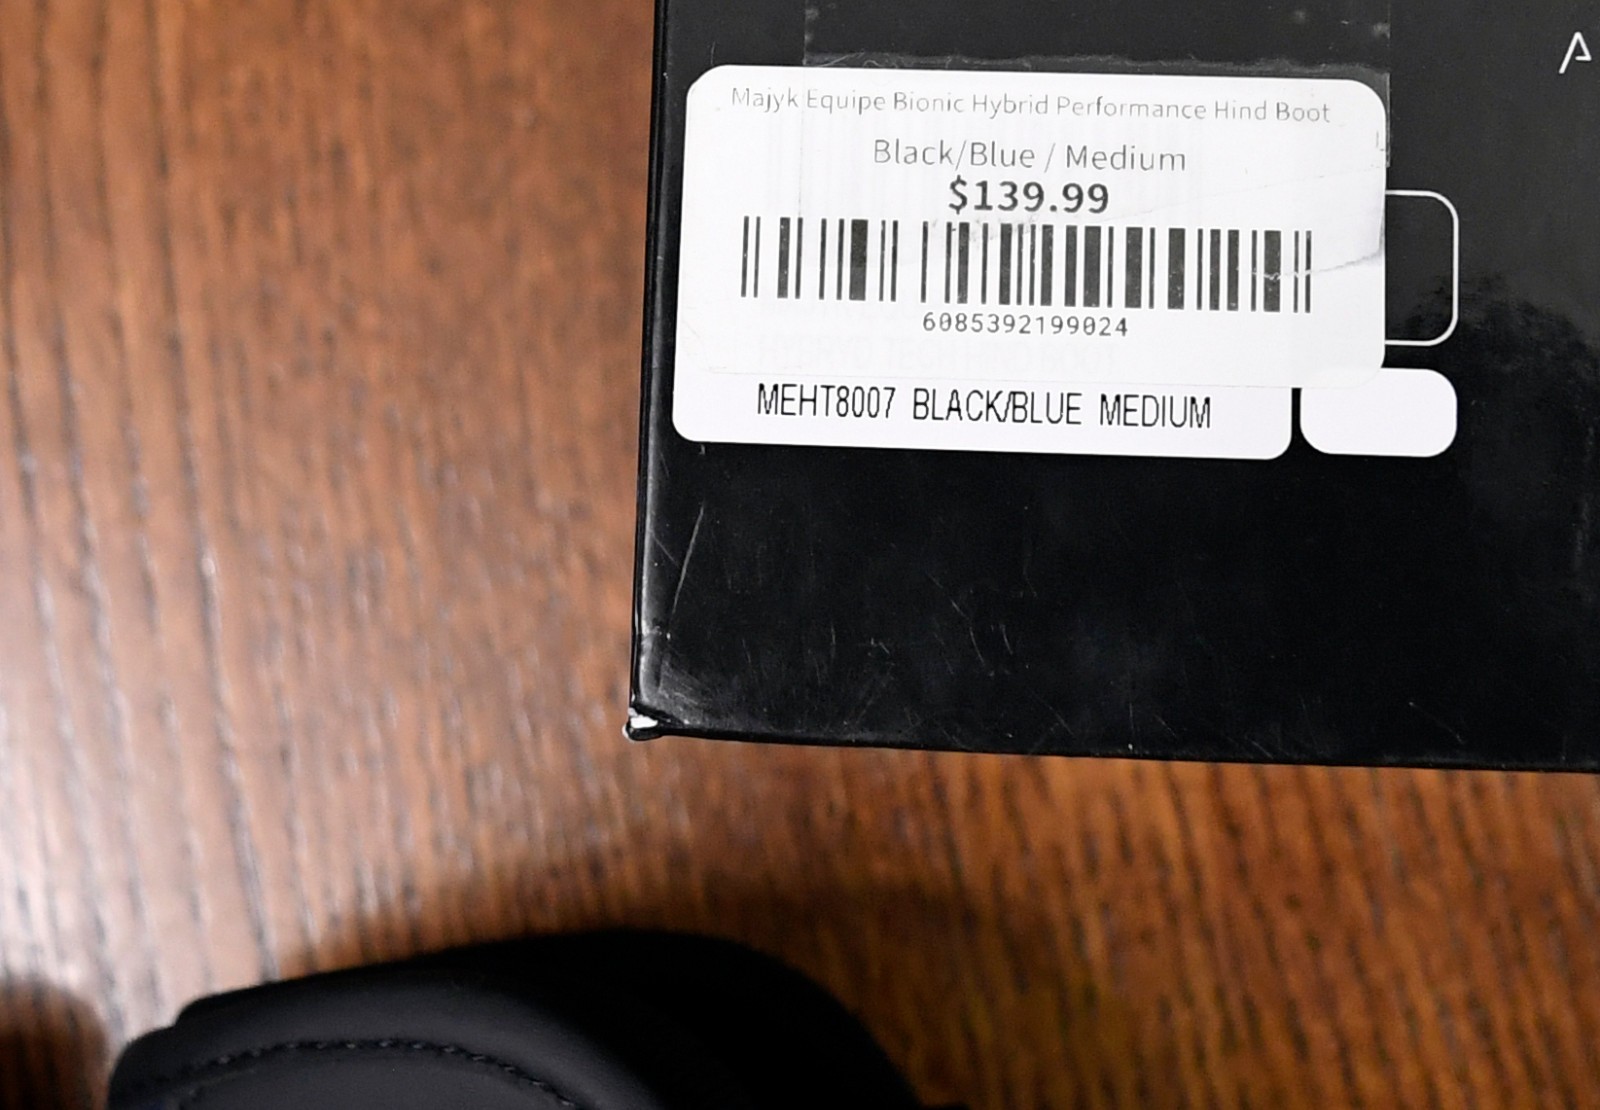 Majyk Equipe Bionic Hybrid Performance Hind Boot
Black/Blue / Medium
$139.99
6085392199024
MEHT8007 BLACK/BLUE MEDIUM